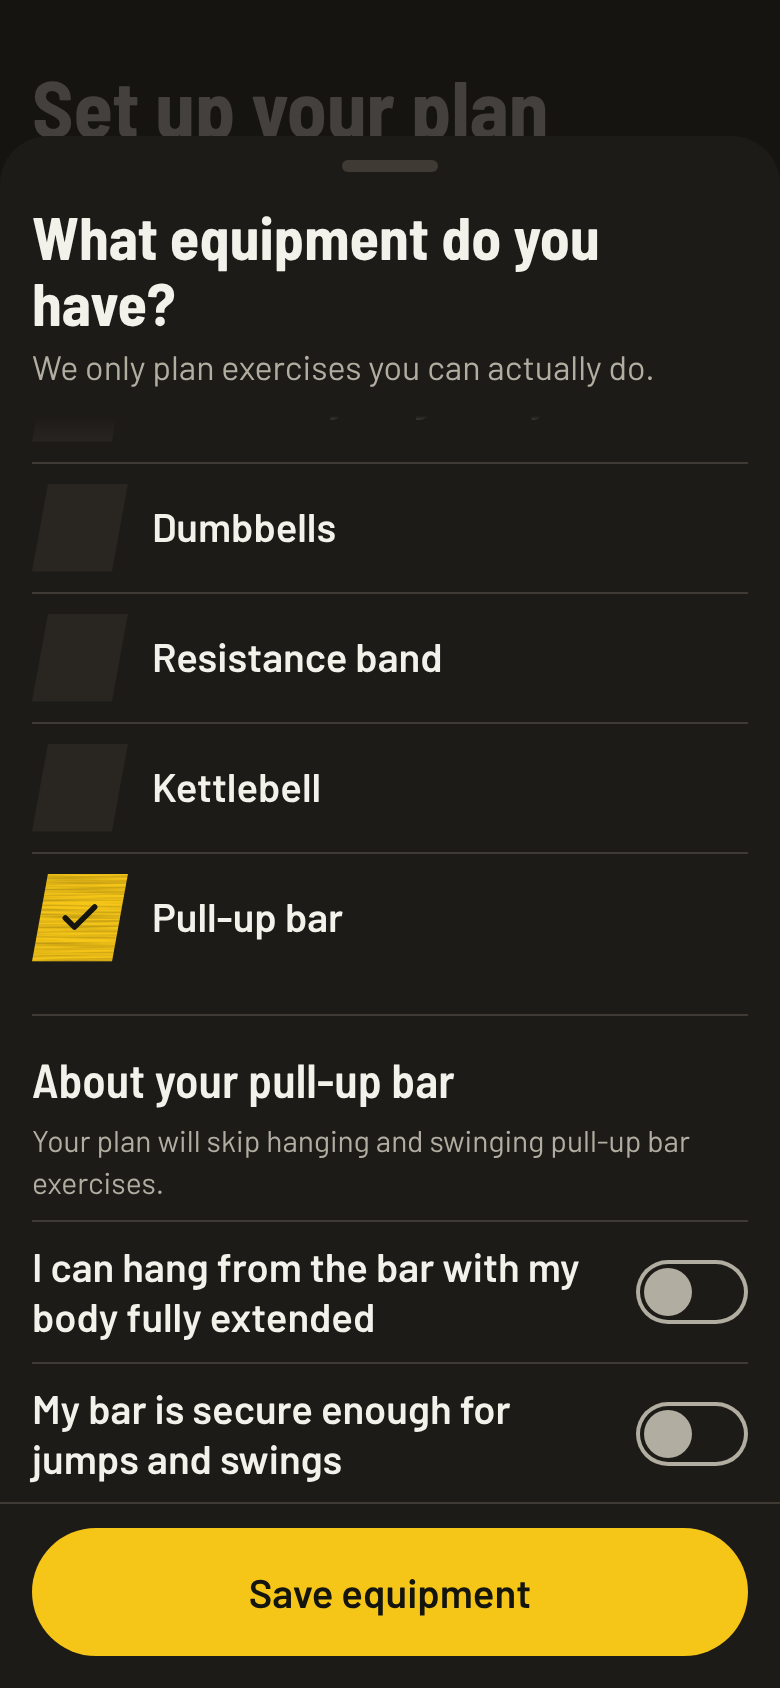 Set up your plan
What equipment do you
have?
We only plan exercises you can actually do.
Dumbbells
Resistance band
Kettlebell
Pull-up bar
About your pull-up bar
Your plan will skip hanging and swinging pull-up bar
exercises.
I can hang from the bar with my
body fully extended
My bar is secure enough for
jumps and swings
Save equipment